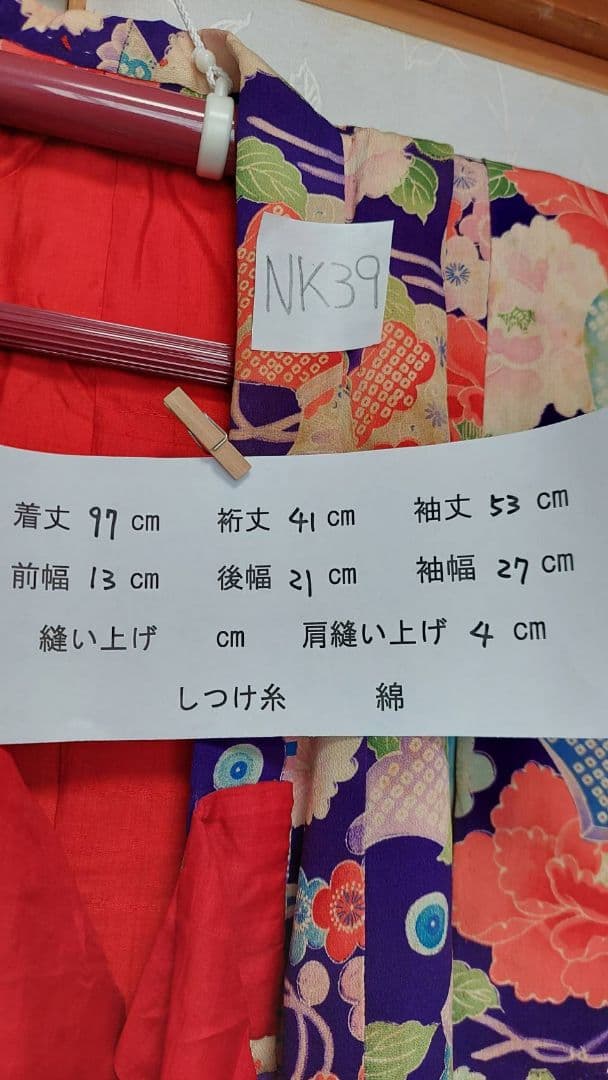 NK39
着丈 97 cm 裄丈 41 cm 袖丈 53 cm
前幅 13 cm 後幅 21 cm 袖幅 27 cm
縫い上げ cm 肩縫い上げ 4 cm
しつけ糸 綿